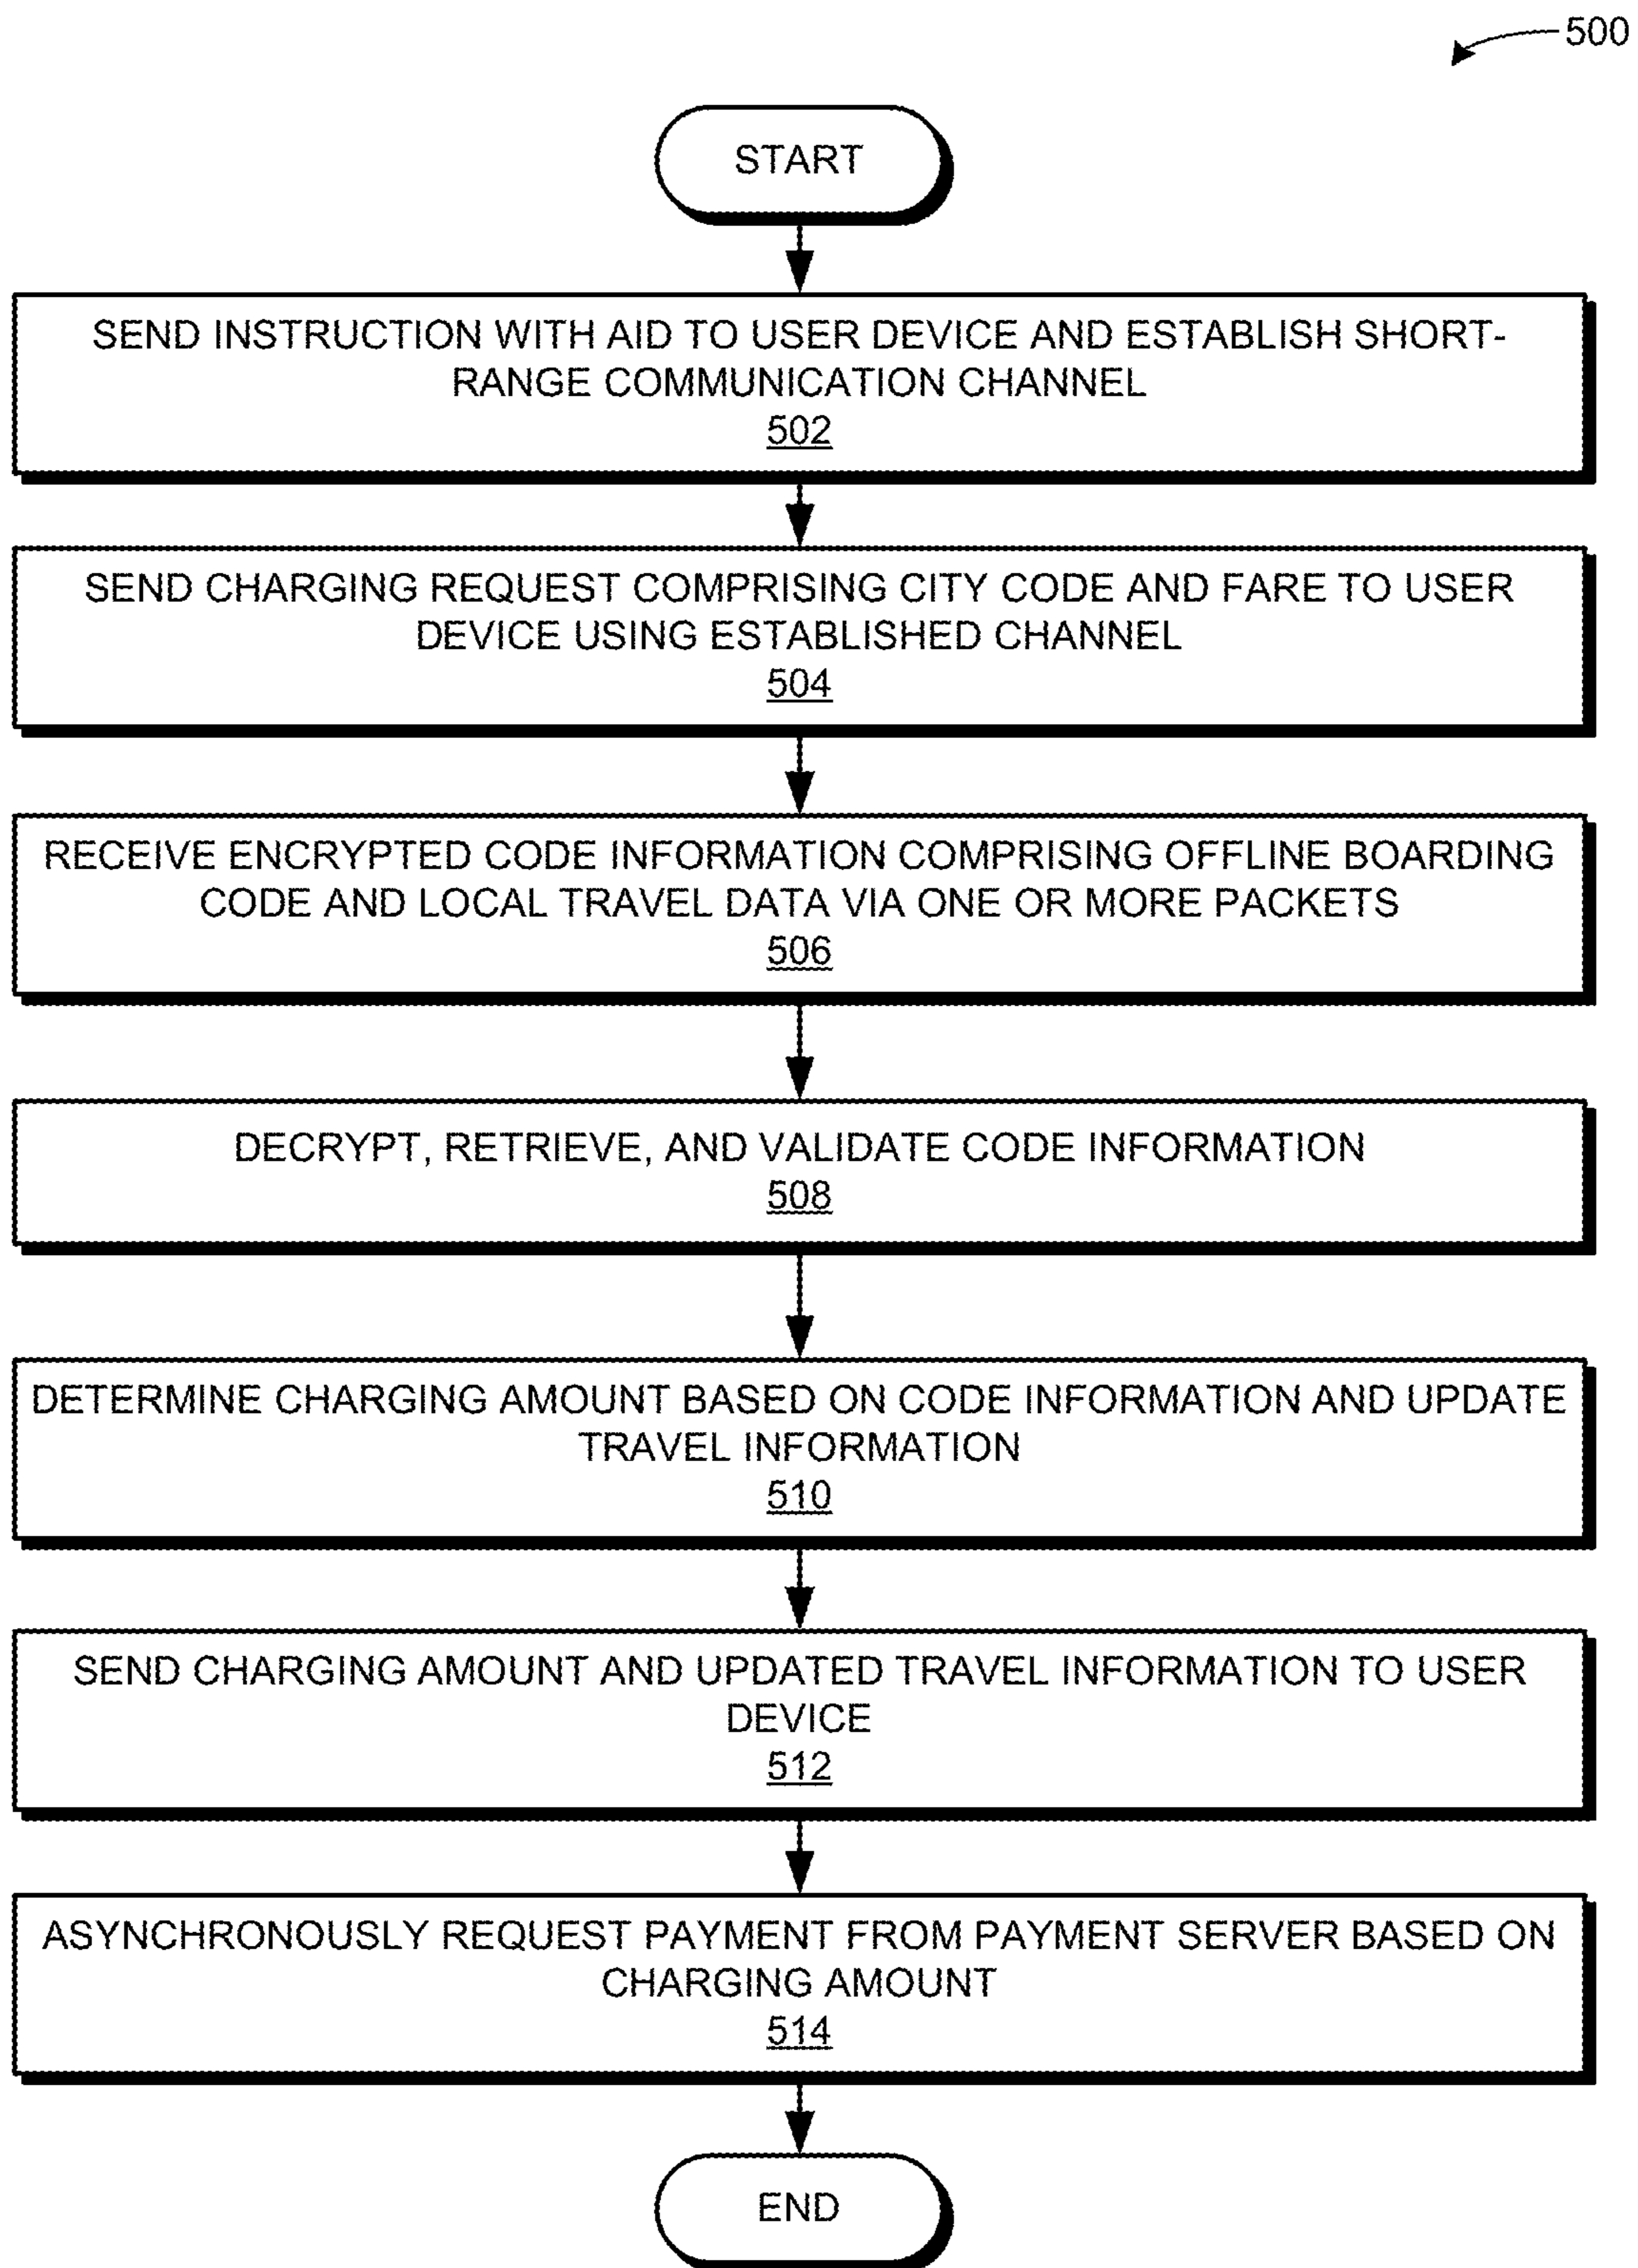 500
START
SEND INSTRUCTION WITH AID TO USER DEVICE AND ESTABLISH SHORT-
RANGE COMMUNICATION CHANNEL
502
SEND CHARGING REQUEST COMPRISING CITY CODE AND FARE TO USER
DEVICE USING ESTABLISHED CHANNEL
504
RECEIVE ENCRYPTED CODE INFORMATION COMPRISING OFFLINE BOARDING
CODE AND LOCAL TRAVEL DATA VIA ONE OR MORE PACKETS
506
DECRYPT, RETRIEVE, AND VALIDATE CODE INFORMATION
508
DETERMINE CHARGING AMOUNT BASED ON CODE INFORMATION AND UPDATE
TRAVEL INFORMATION
510
SEND CHARGING AMOUNT AND UPDATED TRAVEL INFORMATION TO USER
DEVICE
512
ASYNCHRONOUSLY REQUEST PAYMENT FROM PAYMENT SERVER BASED ON
CHARGING AMOUNT
514
END